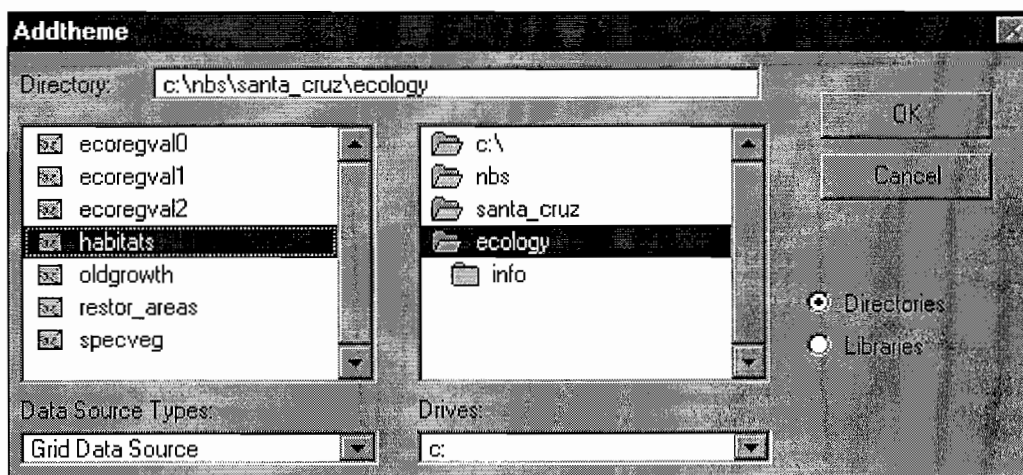 Addtheme
Directory: c:\nbs\santa_cruz\ecology
ecoregval0
ecoregval1
ecoregval2
habitats
oldgrowth
restor_areas
specveg
c:\
nbs
santa_cruz
ecology
info
OK
Cancel
Directories
Libraries
Data Source Types:
Grid Data Source
Drives:
c: